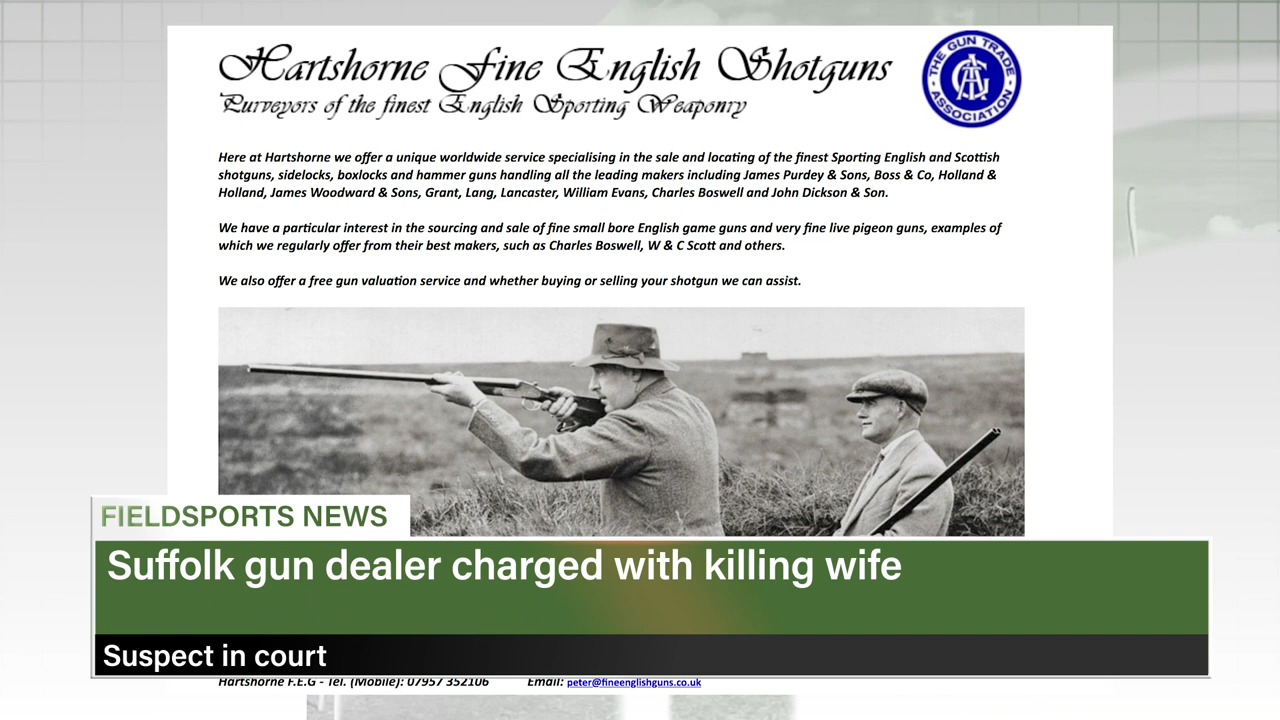 Hartshorne Fine English Shotguns
Purveyors of the finest English Sporting Weaponry
THE GUN TRADE ASSOCIATION
Here at Hartshorne we offer a unique worldwide service specialising in the sale and locating of the finest Sporting English and Scottish
shotguns, sidelocks, boxlocks and hammer guns handling all the leading makers including James Purdey & Sons, Boss & Co, Holland &
Holland, James Woodward & Sons, Grant, Lang, Lancaster, William Evans, Charles Boswell and John Dickson & Son.
We have a particular interest in the sourcing and sale of fine small bore English game guns and very fine live pigeon guns, examples of
which we regularly offer from their best makers, such as Charles Boswell, W & C Scott and others.
We also offer a free gun valuation service and whether buying or selling your shotgun we can assist.
FIELDSPORTS NEWS
Suffolk gun dealer charged with killing wife
Suspect in court
Hartshorne F.E.G - Tel. (Mobile): 07957 352106 Email: peter@fineenglishguns.co.uk